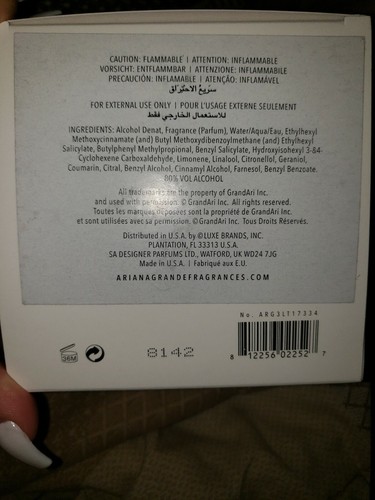 CAUTION: FLAMMABLE | ATTENTION: INFLAMMABLE
VORSICHT: ENTFLAMMBAR | ATTENZIONE: INFIAMMABILE
PRECAUCIÓN: INFLAMABLE | ATENÇÃO: INFLAMÁVEL
سريع الاحتراق
FOR EXTERNAL USE ONLY | POUR L'USAGE EXTERNE SEULEMENT
للاستعمال الخارجي فقط
INGREDIENTS: Alcohol Denat, Fragrance (Parfum), Water/Aqua/Eau, Ethylhexyl
Methoxycinnamate (and) Butyl Methoxydibenzoylmethane (and) Ethylhexyl
Salicylate, Butylphenyl Methylpropional, Benzyl Salicylate, Hydroxyisohexyl 3-64-
Cyclohexene Carboxaldehyde, Limonene, Linalool, Citronellol, Geraniol,
Coumarin, Citral, Benzyl Alcohol, Cinnamyl Alcohol, Farnesol, Benzyl Benzoate.
80% VOL ALCOHOL
All trademarks are the property of GrandAri Inc.
and used with permission. © GrandAri Inc. All rights reserved.
Toutes les marques déposées sont la propriété de GrandAri Inc.
et sont utilisées avec sa permission. © GrandAri Inc. Tous Droits Réservés.
Distributed in U.S.A. by © LUXE BRANDS, INC.
PLANTATION, FL 33313 U.S.A.
SA DESIGNER PARFUMS LTD., WATFORD, UK WD24 7JG
Made in U.S.A. | Fabriqué aux E.U.
ARIANAGRANDEFRAGRANCES.COM
No. ARG3LT17334
36M
8142
8 12256 02252 7